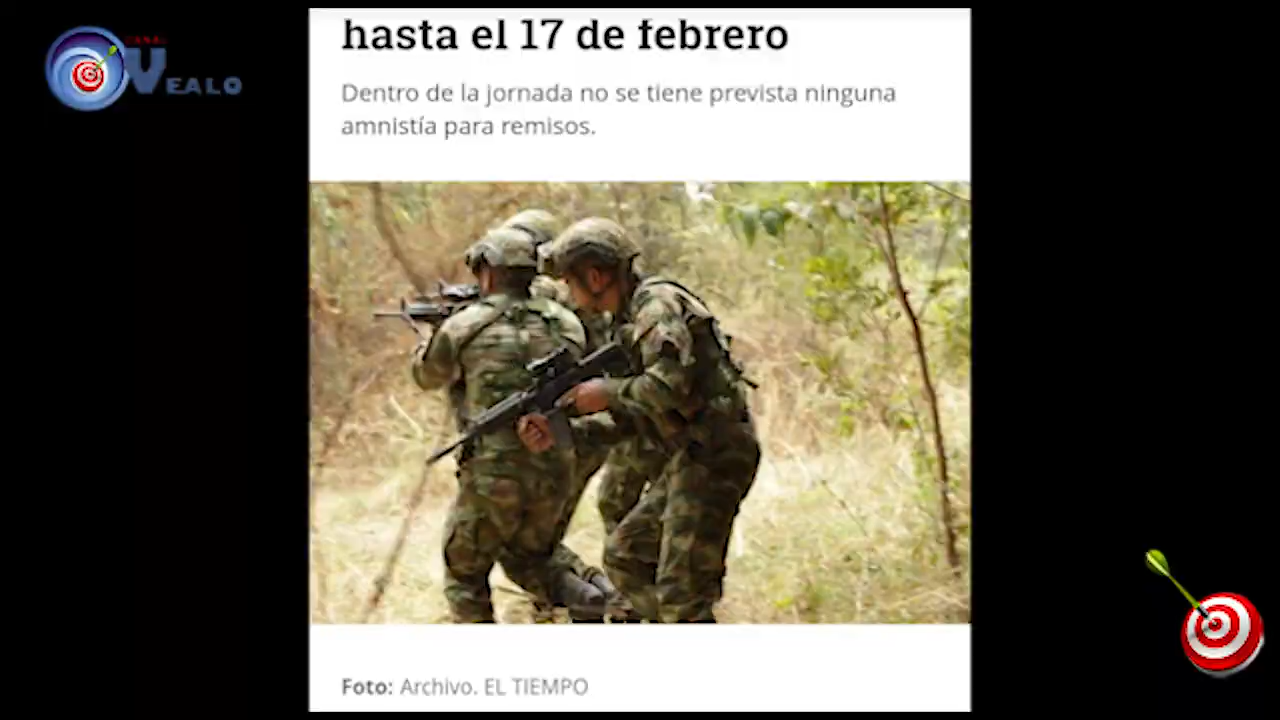 hasta el 17 de febrero
CANAL
VEALO
Dentro de la jornada no se tiene prevista ninguna
amnistía para remisos.
Foto: Archivo. EL TIEMPO